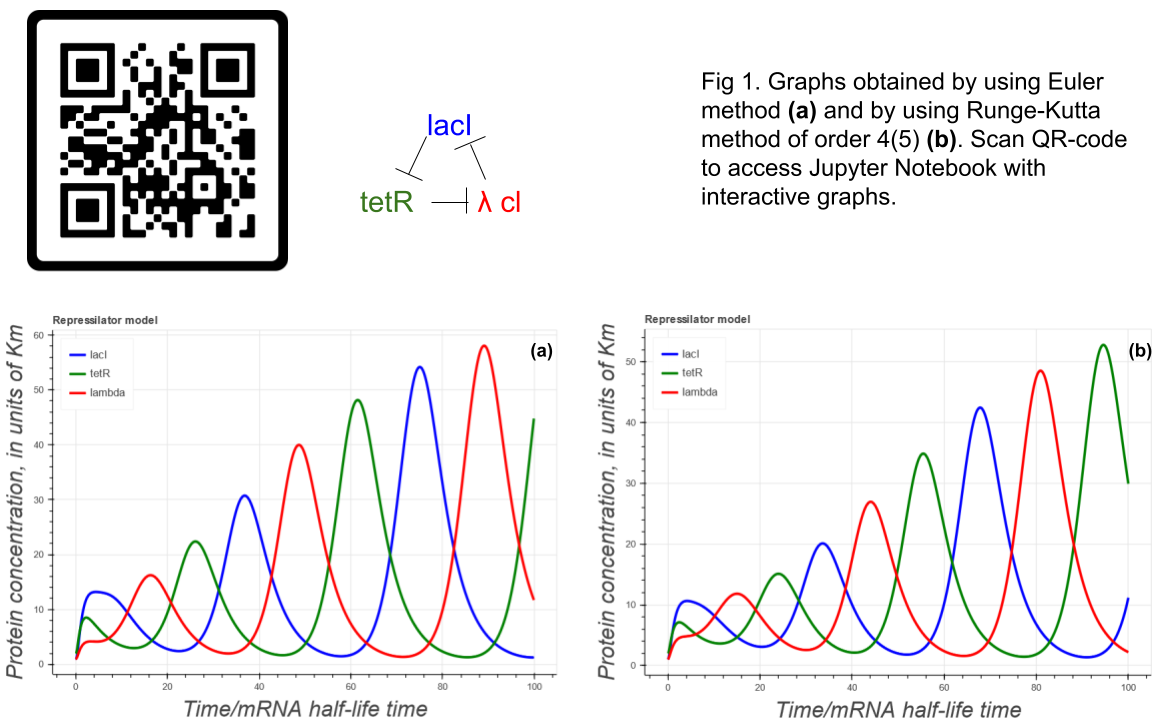 lacI
tetR
λ cI
Fig 1. Graphs obtained by using Euler
method (a) and by using Runge-Kutta
method of order 4(5) (b). Scan QR-code
to access Jupyter Notebook with
interactive graphs.
Repressilator model
(a)
lacI
tetR
lambda
Protein concentration, in units of Km
60
50
40
30
20
10
0
0 20 40 60 80 100
Time/mRNA half-life time
Repressilator model
(b)
lacI
tetR
lambda
Protein concentration, in units of Km
50
40
30
20
10
0
0 20 40 60 80 100
Time/mRNA half-life time